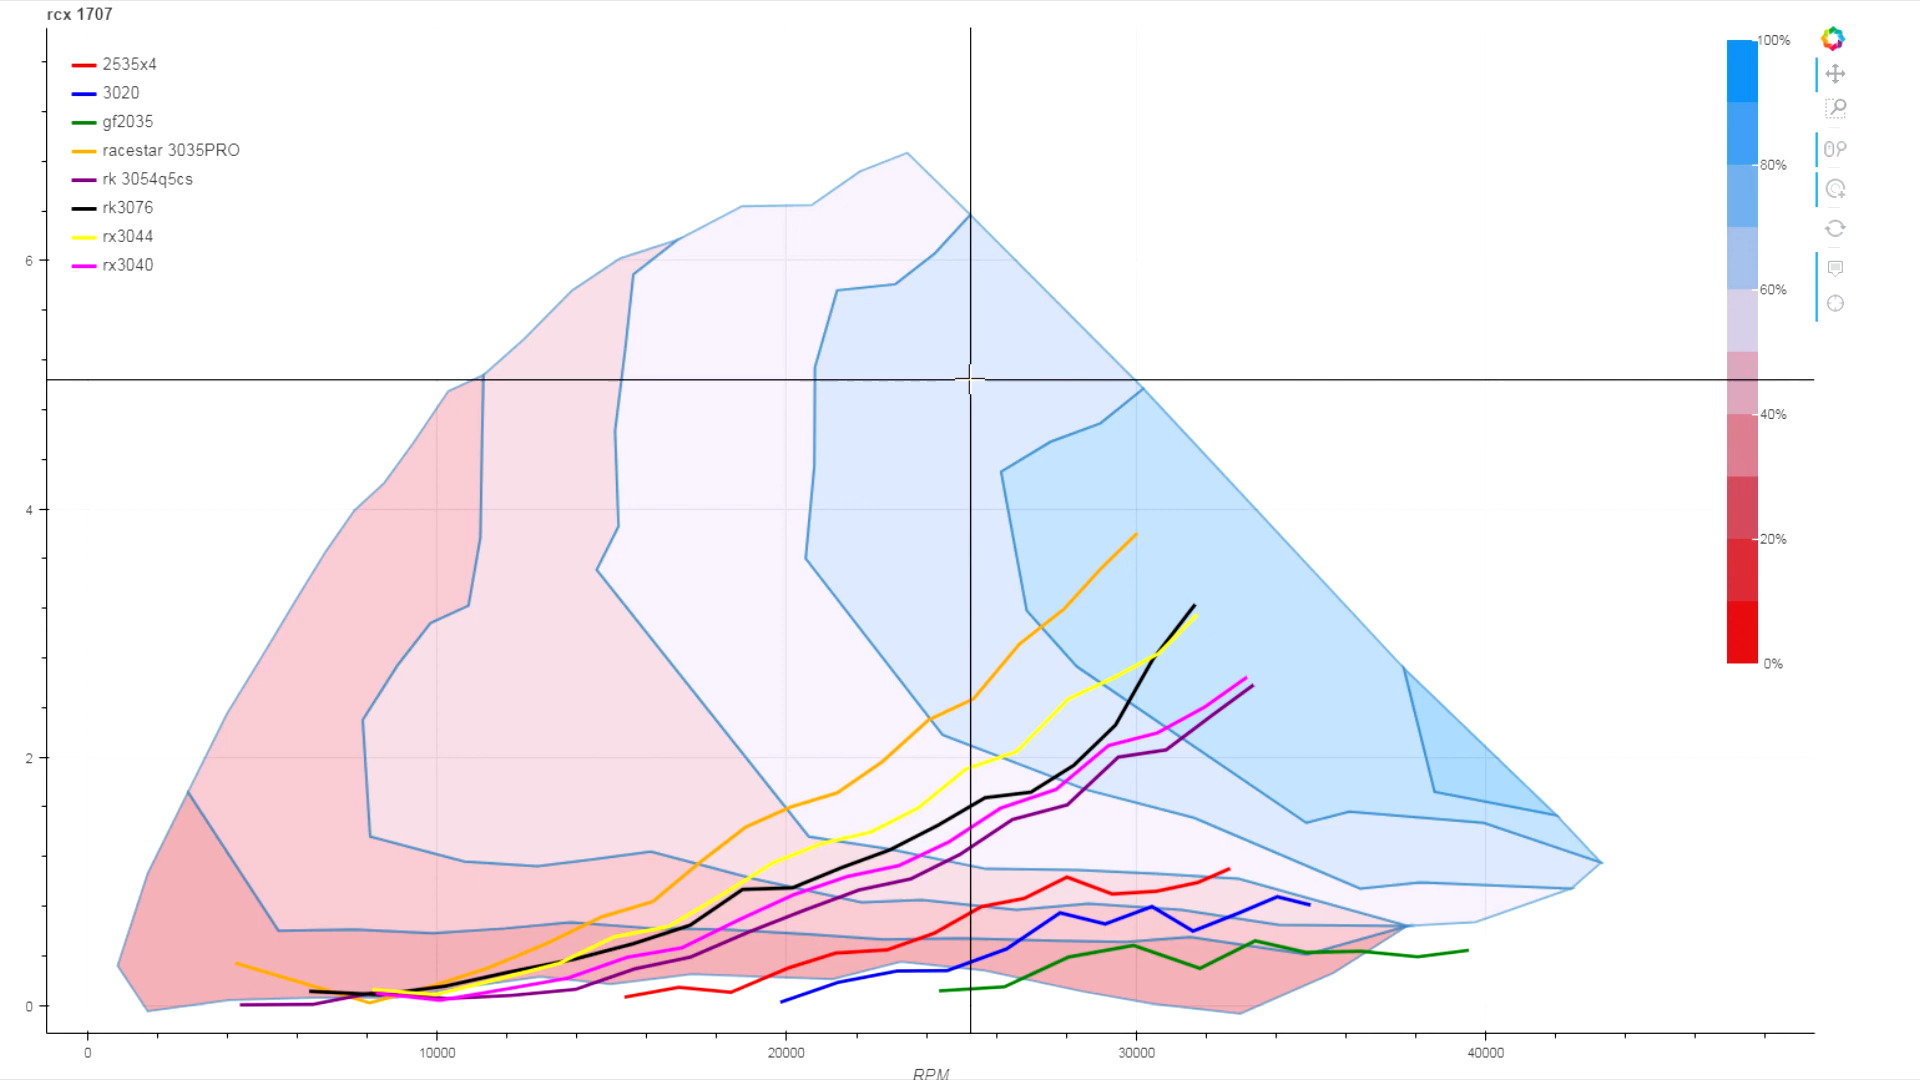 rcx 1707
2535x4
3020
gf2035
racestar 3035PRO
rk 3054q5cs
rk3076
rx3044
rx3040
100%
80%
60%
40%
20%
0%
6
4
2
0
0
10000
20000
30000
40000
RPM